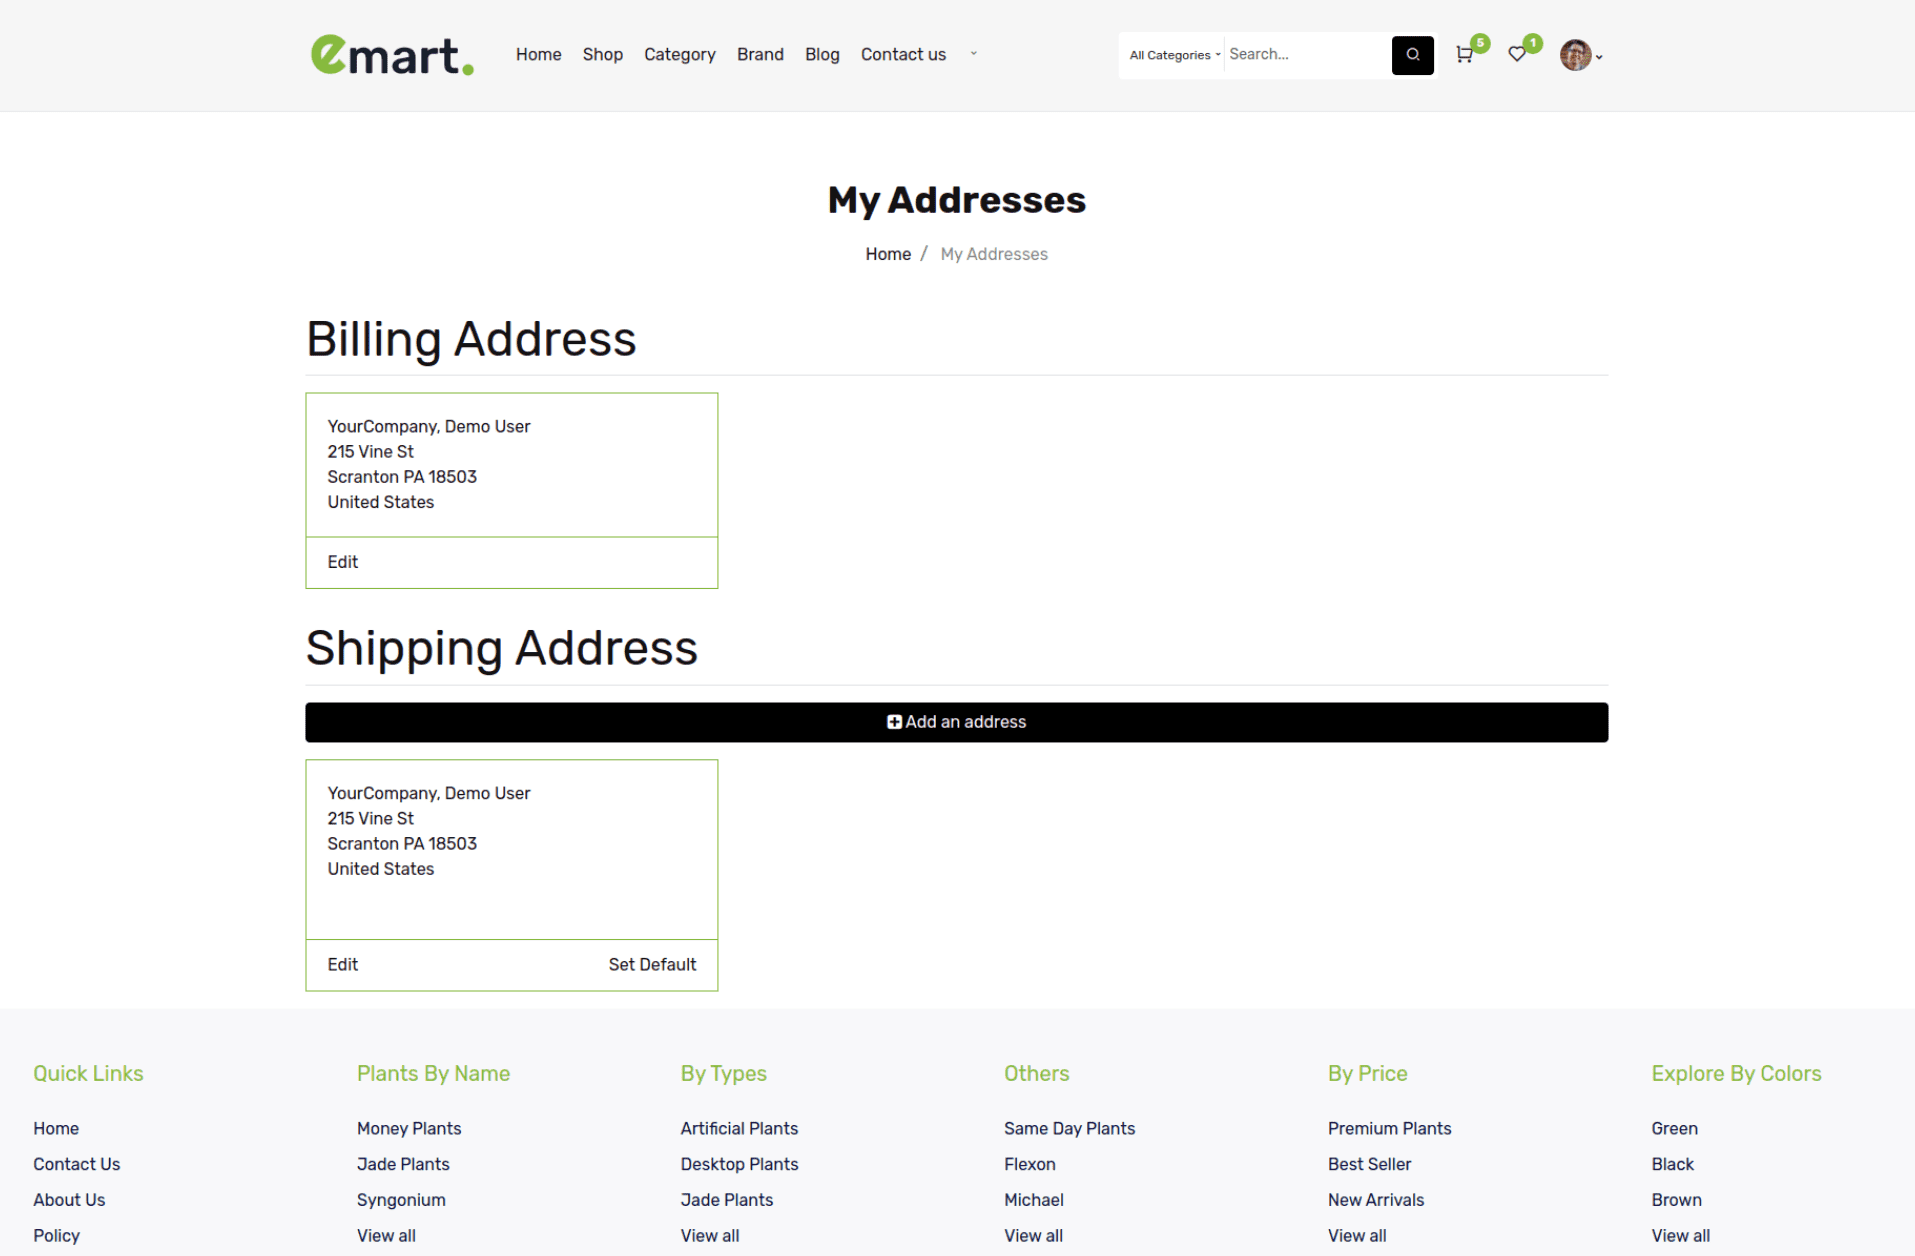 emart.
Home Shop Category Brand Blog Contact us
All Categories Search... 5 1
My Addresses
Home / My Addresses
Billing Address
YourCompany, Demo User
215 Vine St
Scranton PA 18503
United States
Edit
Shipping Address
Add an address
YourCompany, Demo User
215 Vine St
Scranton PA 18503
United States
Edit Set Default
Quick Links
Home
Contact Us
About Us
Policy
Plants By Name
Money Plants
Jade Plants
Syngonium
View all
By Types
Artificial Plants
Desktop Plants
Jade Plants
View all
Others
Same Day Plants
Flexon
Michael
View all
By Price
Premium Plants
Best Seller
New Arrivals
View all
Explore By Colors
Green
Black
Brown
View all